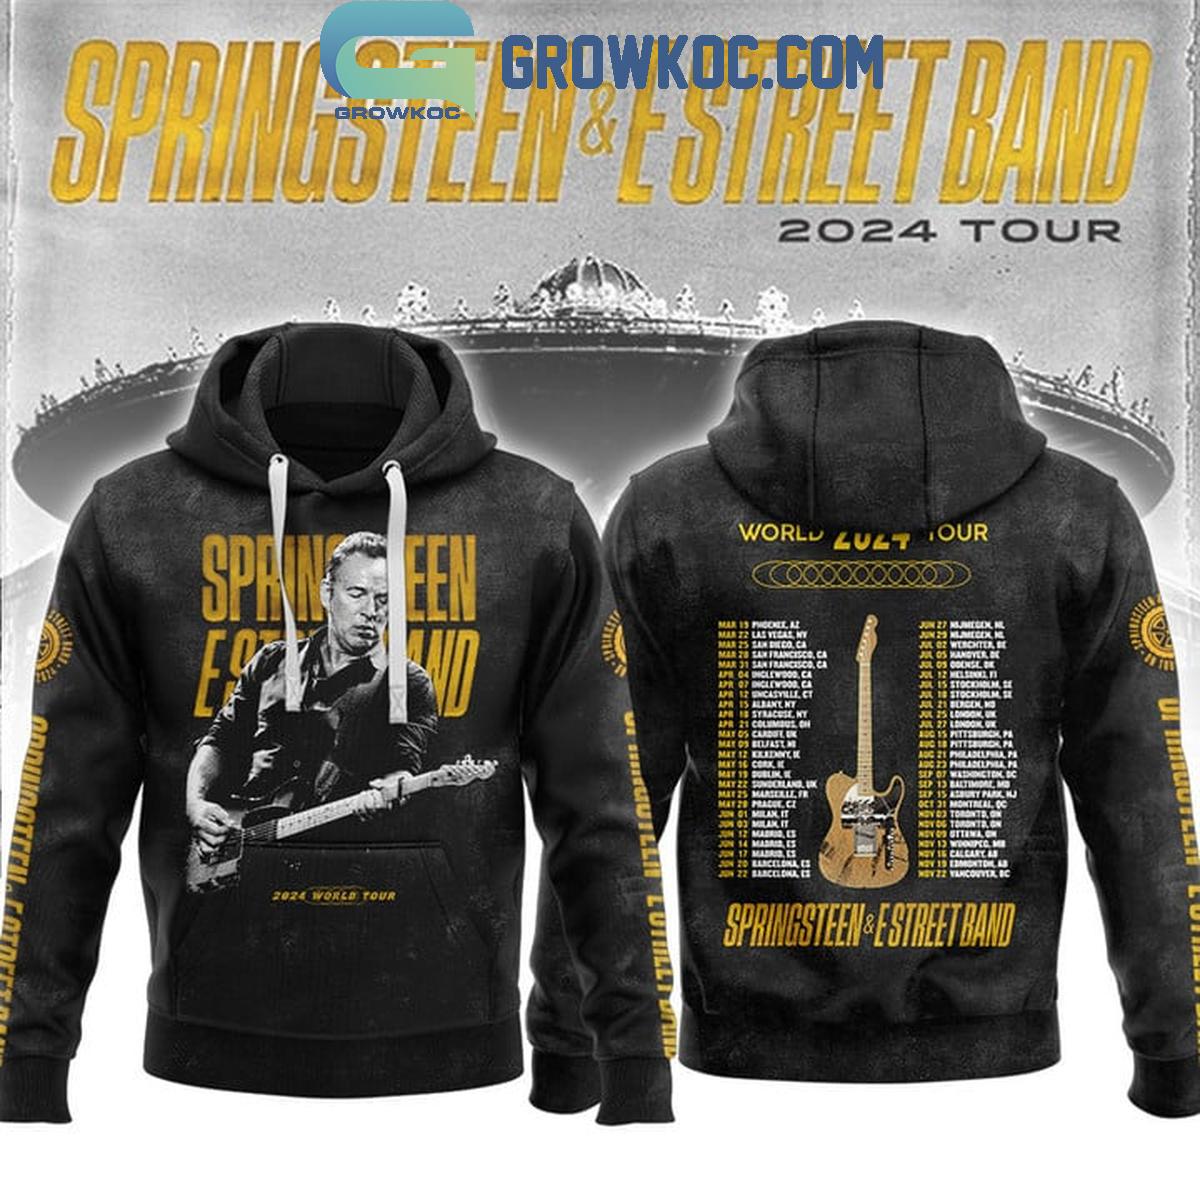 GROWKOC.COM
GROWKOC
SPRINGSTEEN & E STREET BAND
2024 TOUR
SPRINGSTEEN
E STREET BAND
2024 WORLD TOUR
WORLD 2024 TOUR
MAR 19 PHOENIX, AZ
MAR 22 LAS VEGAS, NV
MAR 25 SAN DIEGO, CA
MAR 28 SAN FRANCISCO, CA
MAR 31 SAN FRANCISCO, CA
APR 04 INGLEWOOD, CA
APR 07 INGLEWOOD, CA
APR 12 UNCASVILLE, CT
APR 15 ALBANY, NY
APR 18 SYRACUSE, NY
APR 21 COLUMBUS, OH
MAY 05 CARDIFF, UK
MAY 09 BELFAST, NI
MAY 12 KILKENNY, IE
MAY 16 CORK, IE
MAY 19 DUBLIN, IE
MAY 22 SUNDERLAND, UK
MAY 25 MARSEILLE, FR
MAY 28 PRAGUE, CZ
JUN 01 MILAN, IT
JUN 03 MILAN, IT
JUN 12 MADRID, ES
JUN 14 MADRID, ES
JUN 17 MADRID, ES
JUN 20 BARCELONA, ES
JUN 22 BARCELONA, ES
JUN 27 NIJMEGEN, NL
JUN 29 NIJMEGEN, NL
JUL 02 WERCHTER, BE
JUL 05 HANOVER, DE
JUL 09 ODENSE, DK
JUL 12 HELSINKI, FI
JUL 15 STOCKHOLM, SE
JUL 18 STOCKHOLM, SE
JUL 21 BERGEN, NO
JUL 25 LONDON, UK
JUL 27 LONDON, UK
AUG 15 PITTSBURGH, PA
AUG 18 PITTSBURGH, PA
AUG 21 PHILADELPHIA, PA
AUG 23 PHILADELPHIA, PA
SEP 07 WASHINGTON, DC
SEP 13 BALTIMORE, MD
SEP 15 ASBURY PARK, NJ
OCT 31 MONTREAL, QC
NOV 03 TORONTO, ON
NOV 06 TORONTO, ON
NOV 09 OTTAWA, ON
NOV 13 WINNIPEG, MB
NOV 16 CALGARY, AB
NOV 19 EDMONTON, AB
NOV 22 VANCOUVER, BC
SPRINGSTEEN & E STREET BAND